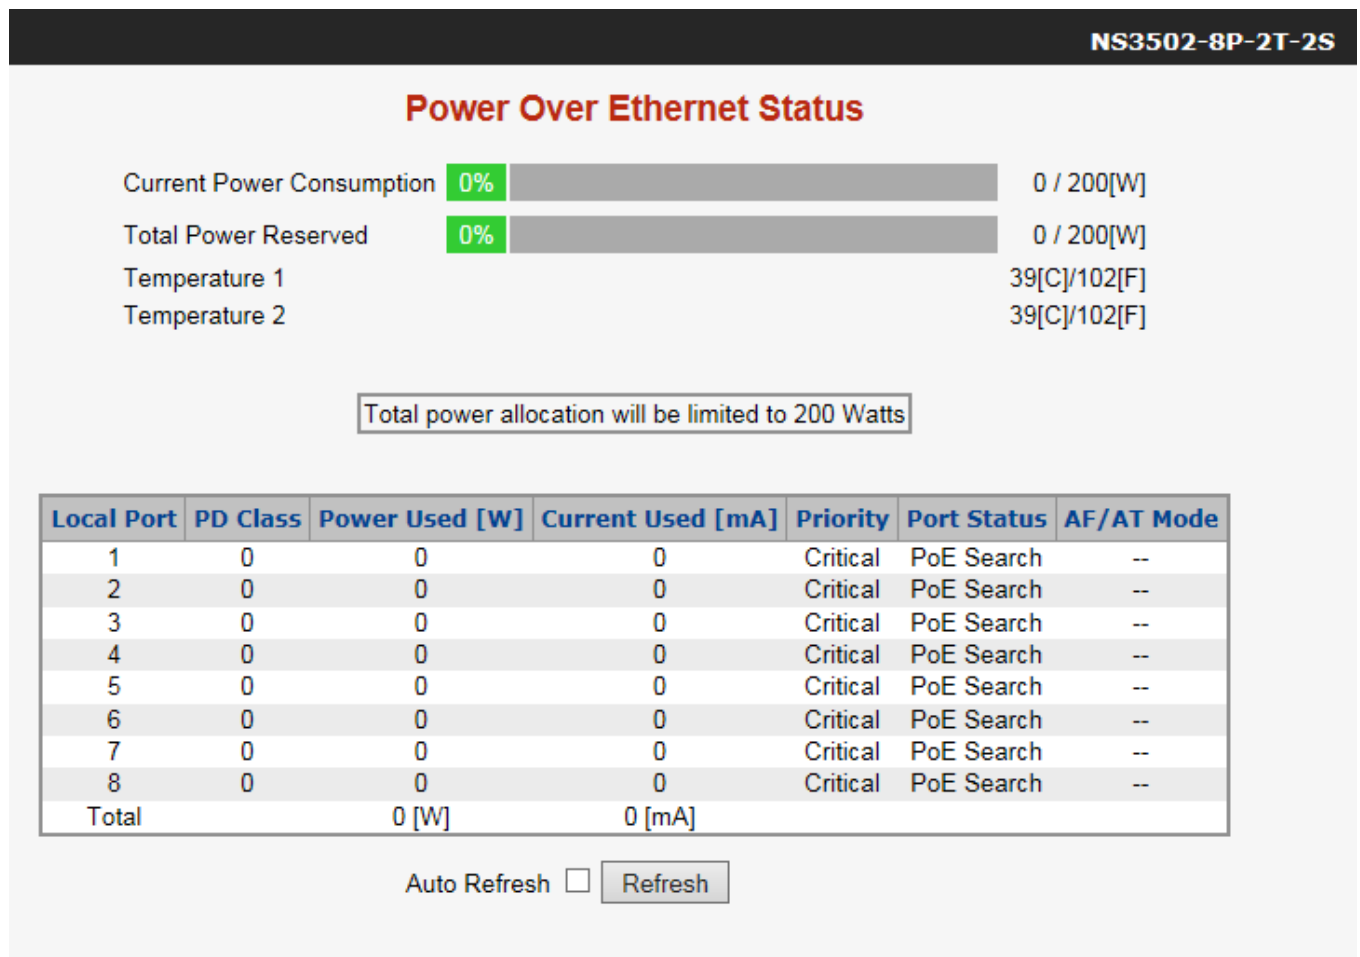 NS3502-8P-2T-2S
Power Over Ethernet Status
Current Power Consumption 0% 0 / 200[W]
Total Power Reserved 0% 0 / 200[W]
Temperature 1 39[C]/102[F]
Temperature 2 39[C]/102[F]
Total power allocation will be limited to 200 Watts
Local Port PD Class Power Used [W] Current Used [mA] Priority Port Status AF/AT Mode
1 0 0 0 Critical PoE Search --
2 0 0 0 Critical PoE Search --
3 0 0 0 Critical PoE Search --
4 0 0 0 Critical PoE Search --
5 0 0 0 Critical PoE Search --
6 0 0 0 Critical PoE Search --
7 0 0 0 Critical PoE Search --
8 0 0 0 Critical PoE Search --
Total 0 [W] 0 [mA]
Auto Refresh Refresh